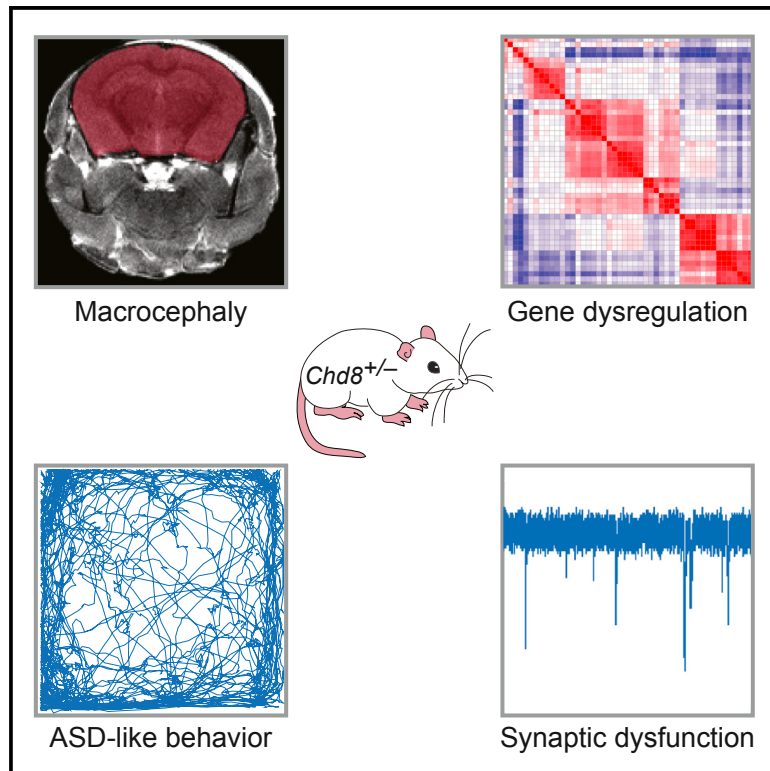 Macrocephaly
Gene dysregulation
Chd8+/–
ASD-like behavior
Synaptic dysfunction